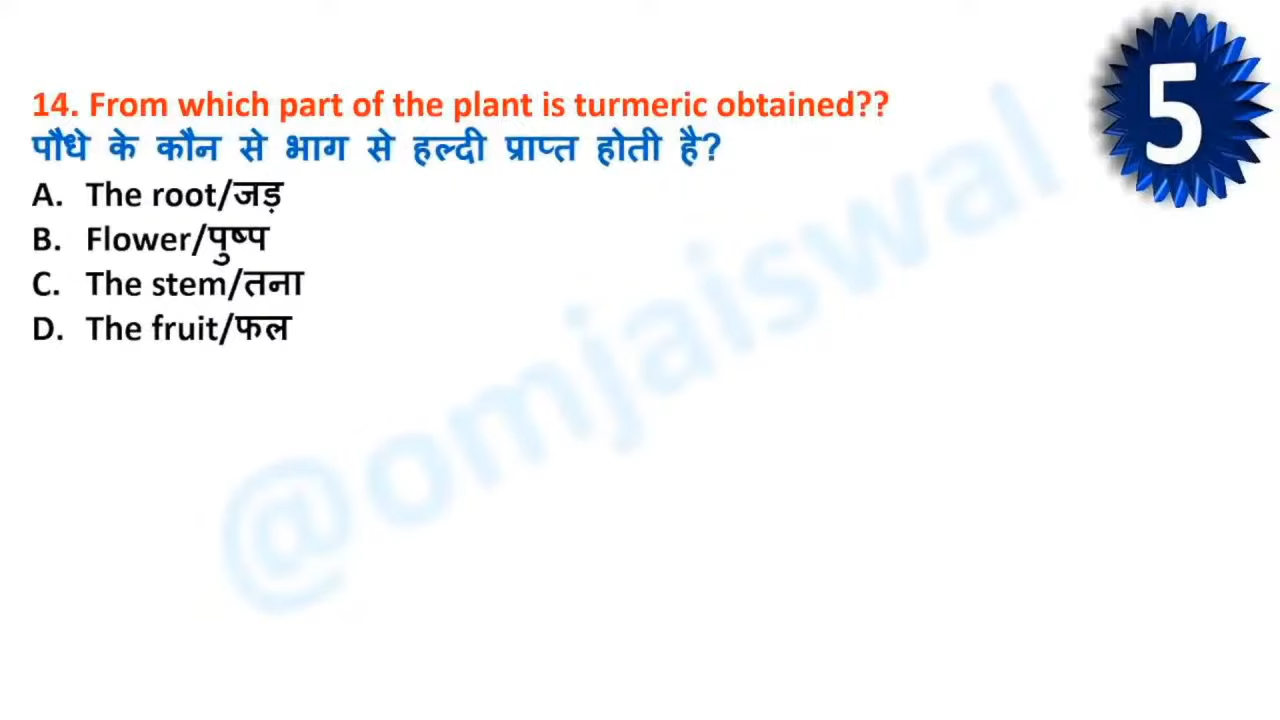 14. From which part of the plant is turmeric obtained??
पौधे के कौन से भाग से हल्दी प्राप्त होती है?
A. The root/जड़
B. Flower/पुष्प
C. The stem/तना
D. The fruit/फल
5
@omjaiswal